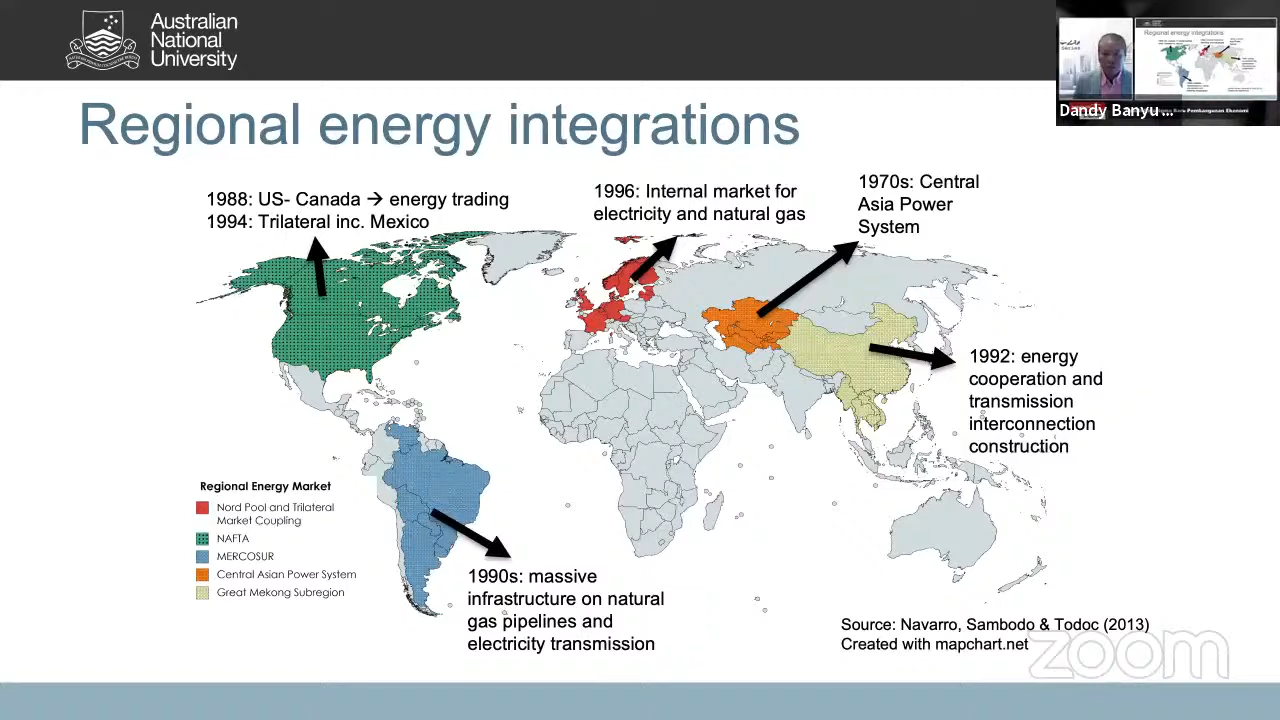 Australian
National
University
Dandy Banyu ...
Regional energy integrations
1988: US- Canada → energy trading
1994: Trilateral inc. Mexico
1996: Internal market for
electricity and natural gas
1970s: Central
Asia Power
System
1992: energy
cooperation and
transmission
interconnection
construction
Regional Energy Market
Nord Pool and Trilateral
Market Coupling
NAFTA
MERCOSUR
Central Asian Power System
Great Mekong Subregion
1990s: massive
infrastructure on natural
gas pipelines and
electricity transmission
Source: Navarro, Sambodo & Todoc (2013)
Created with mapchart.net
zoom